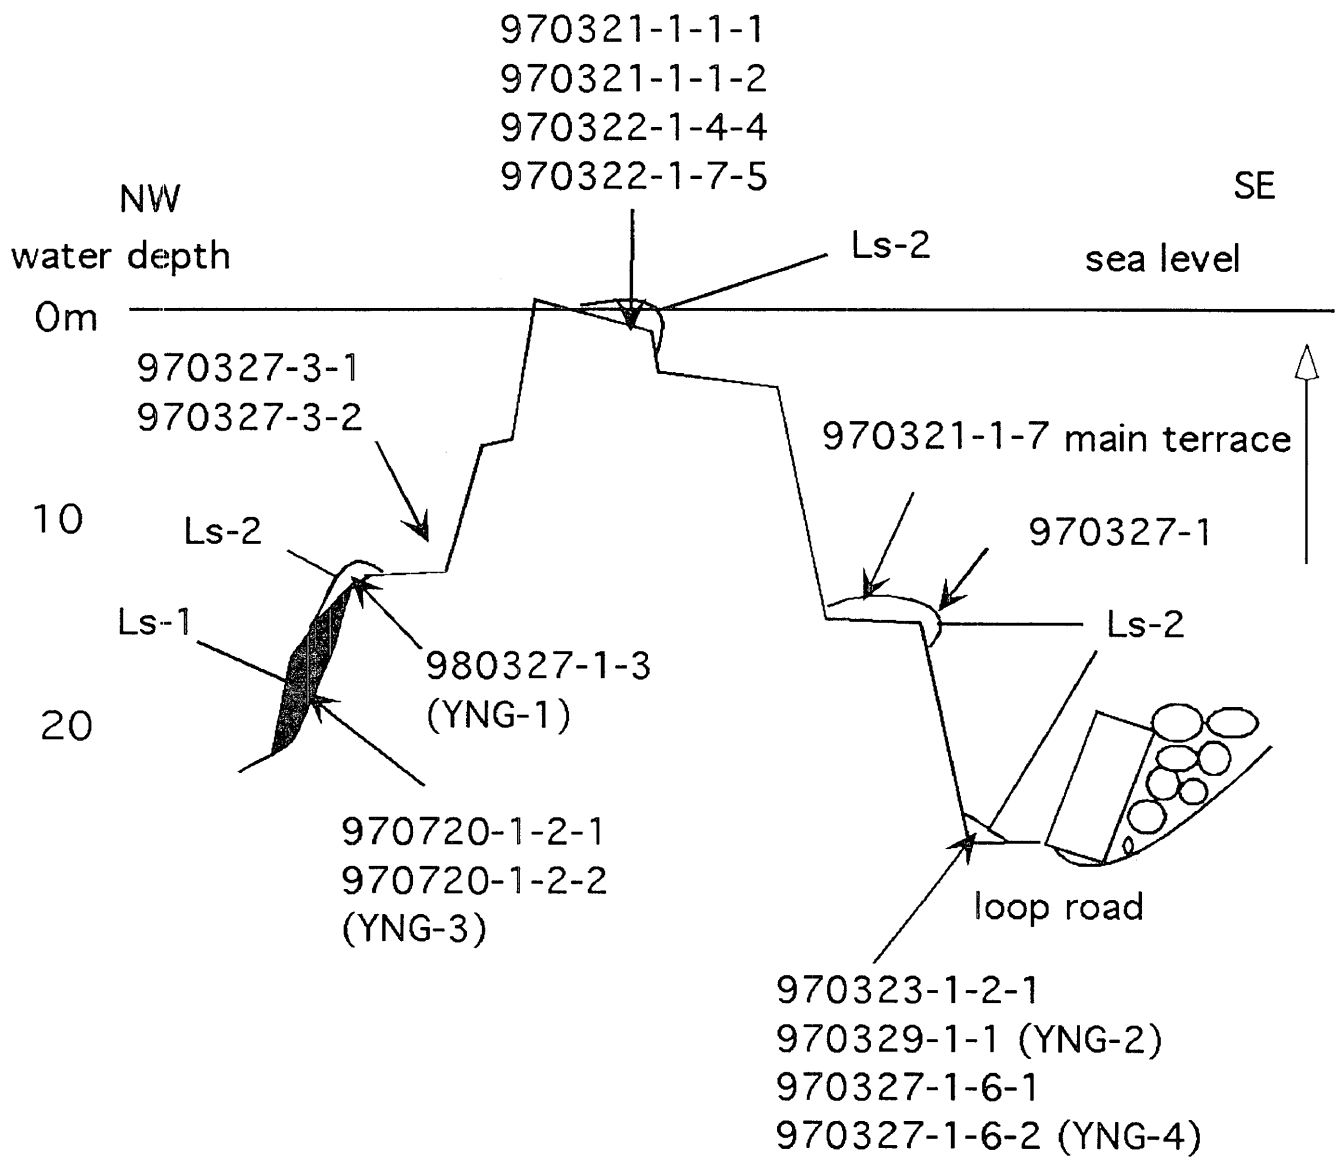 970321-1-1-1
970321-1-1-2
970322-1-4-4
970322-1-7-5
NW
SE
water depth
Ls-2
sea level
0m
970327-3-1
970327-3-2
970321-1-7 main terrace
10
Ls-2
970327-1
Ls-1
Ls-2
980327-1-3
(YNG-1)
20
970720-1-2-1
970720-1-2-2
(YNG-3)
loop road
970323-1-2-1
970329-1-1 (YNG-2)
970327-1-6-1
970327-1-6-2 (YNG-4)